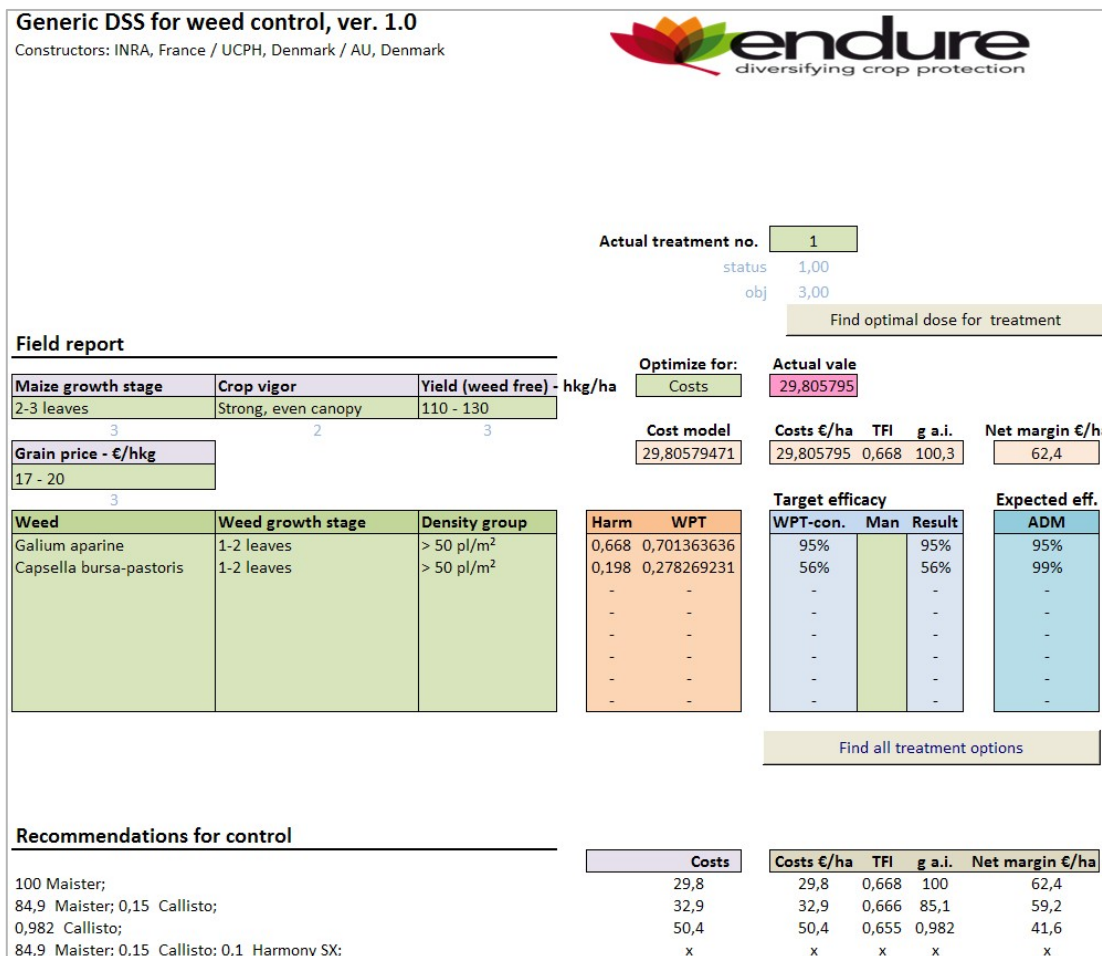 Generic DSS for weed control, ver. 1.0
Constructors: INRA, France / UCPH, Denmark / AU, Denmark
endure
diversifying crop protection
Actual treatment no. 1
status 1,00
obj 3,00
Find optimal dose for treatment
Field report
Optimize for: Actual vale
Maize growth stage Crop vigor Yield (weed free) - hkg/ha Costs 29,805795
2-3 leaves Strong, even canopy 110 - 130
3 2 3 Cost model Costs €/ha TFI g a.i. Net margin €/h
Grain price - €/hkg 29,80579471 29,805795 0,668 100,3 62,4
17 - 20
3 Target efficacy Expected eff.
Weed Weed growth stage Density group Harm WPT WPT-con. Man Result ADM
Galium aparine 1-2 leaves > 50 pl/m² 0,668 0,701363636 95% 95% 95%
Capsella bursa-pastoris 1-2 leaves > 50 pl/m² 0,198 0,278269231 56% 56% 99%
- - - - -
- - - - -
- - - - -
- - - - -
- - - - -
- - - - -
Find all treatment options
Recommendations for control
Costs Costs €/ha TFI g a.i. Net margin €/ha
100 Maister; 29,8 29,8 0,668 100 62,4
84,9 Maister; 0,15 Callisto; 32,9 32,9 0,666 85,1 59,2
0,982 Callisto; 50,4 50,4 0,655 0,982 41,6
84,9 Maister; 0,15 Callisto; 0,1 Harmony SX; x x x x x